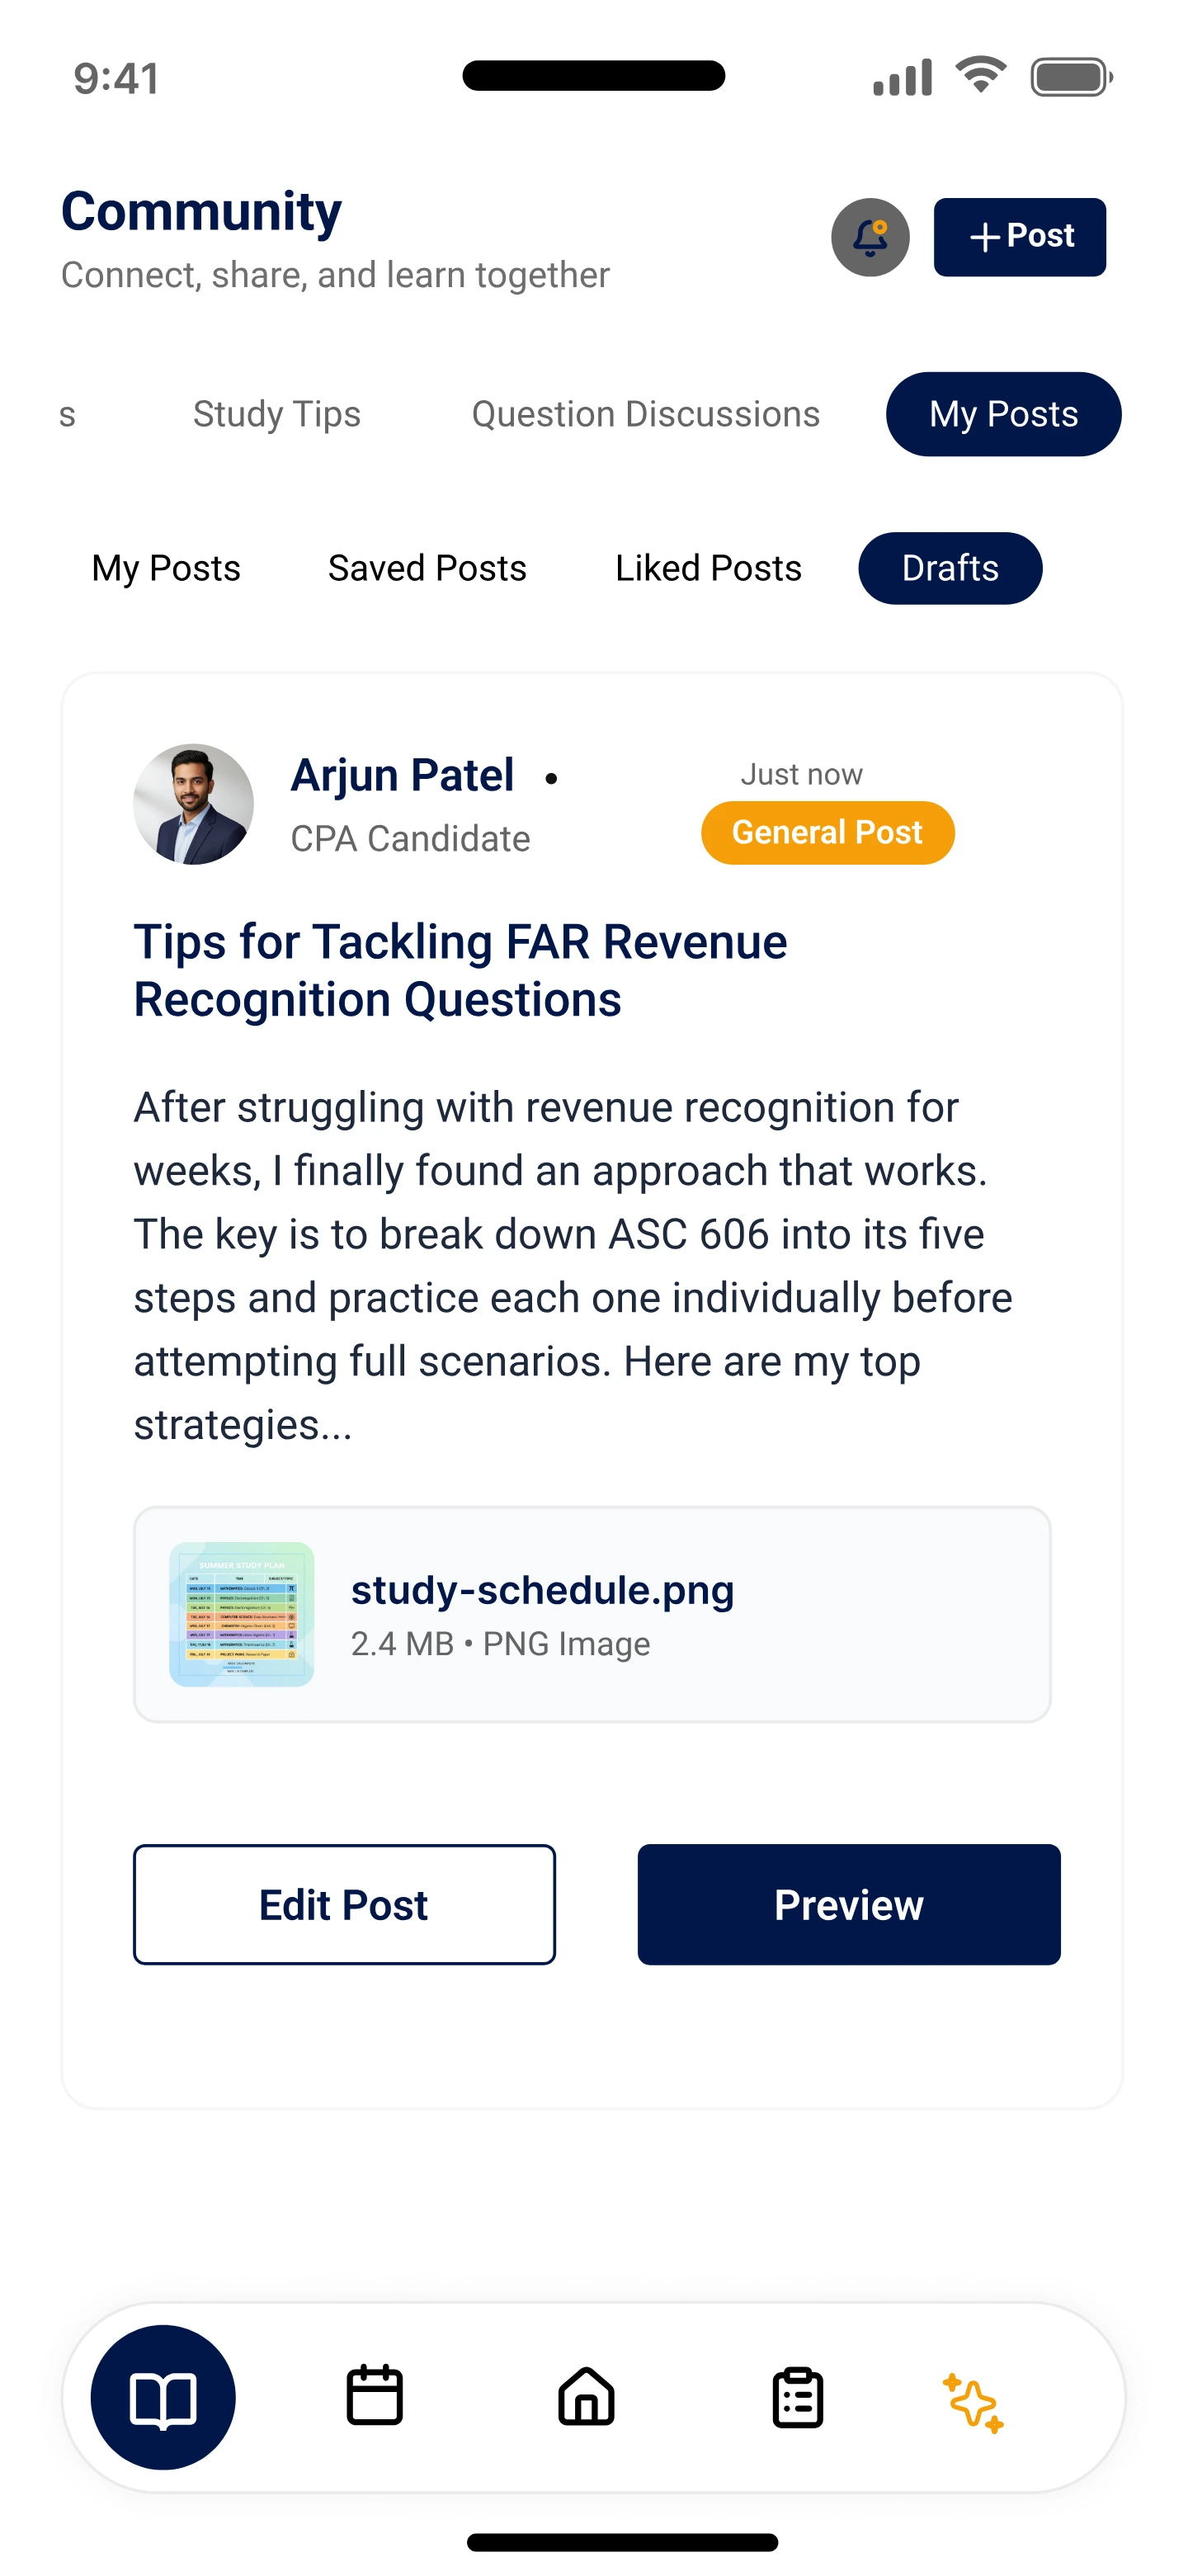 9:41
Community
Connect, share, and learn together
Post
s
Study Tips
Question Discussions
My Posts
My Posts
Saved Posts
Liked Posts
Drafts
Arjun Patel •
Just now
CPA Candidate
General Post
Tips for Tackling FAR Revenue
Recognition Questions
After struggling with revenue recognition for
weeks, I finally found an approach that works.
The key is to break down ASC 606 into its five
steps and practice each one individually before
attempting full scenarios. Here are my top
strategies...
SUMMER STUDY PLAN
study-schedule.png
2.4 MB • PNG Image
Edit Post
Preview